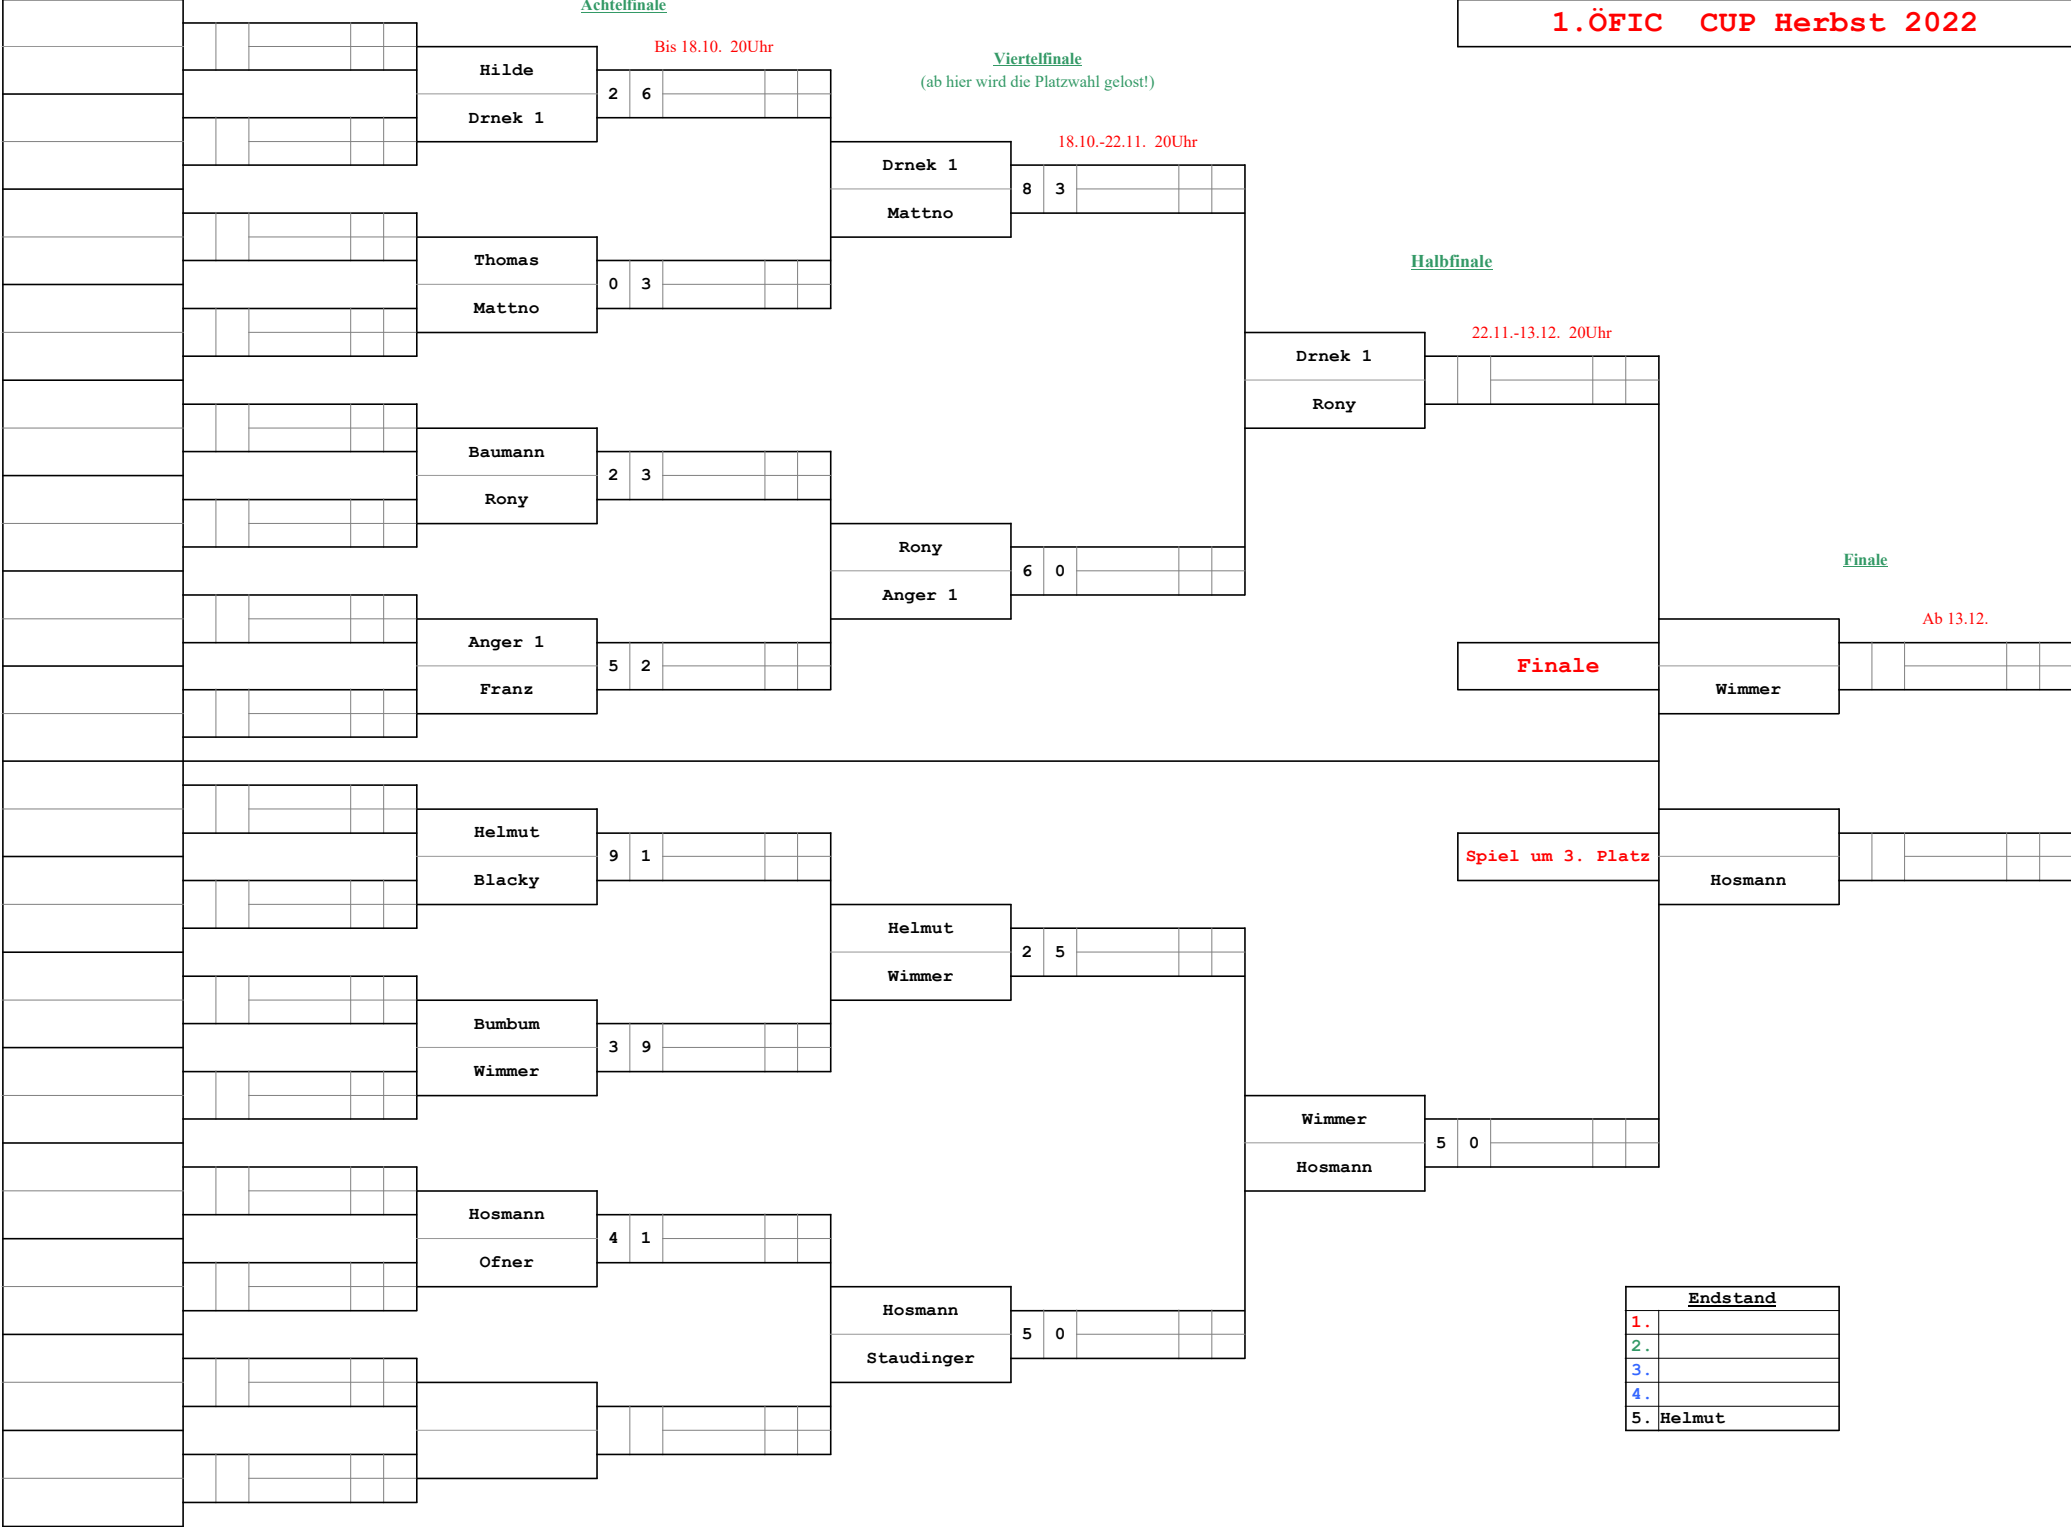 Achtelfinale
1.ÖFIC CUP Herbst 2022
Bis 18.10. 20Uhr
Viertelfinale
(ab hier wird die Platzwahl gelost!)
Hilde
2 6
Drnek 1
18.10.-22.11. 20Uhr
Drnek 1
8 3
Mattno
Thomas
0 3
Mattno
Halbfinale
22.11.-13.12. 20Uhr
Drnek 1
Rony
Baumann
2 3
Rony
Rony
6 0
Anger 1
Finale
Ab 13.12.
Anger 1
5 2
Franz
Finale
Wimmer
Helmut
9 1
Blacky
Spiel um 3. Platz
Hosmann
Helmut
2 5
Wimmer
Bumbum
3 9
Wimmer
Wimmer
5 0
Hosmann
Hosmann
4 1
Ofner
Hosmann
5 0
Staudinger
Endstand
1.
2.
3.
4.
5. Helmut